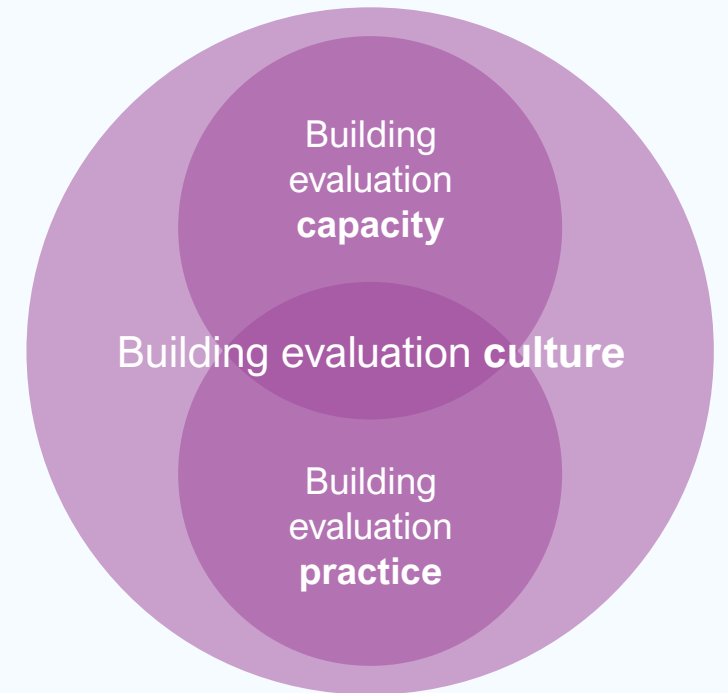 Building
evaluation
capacity
Building evaluation culture
Building
evaluation
practice